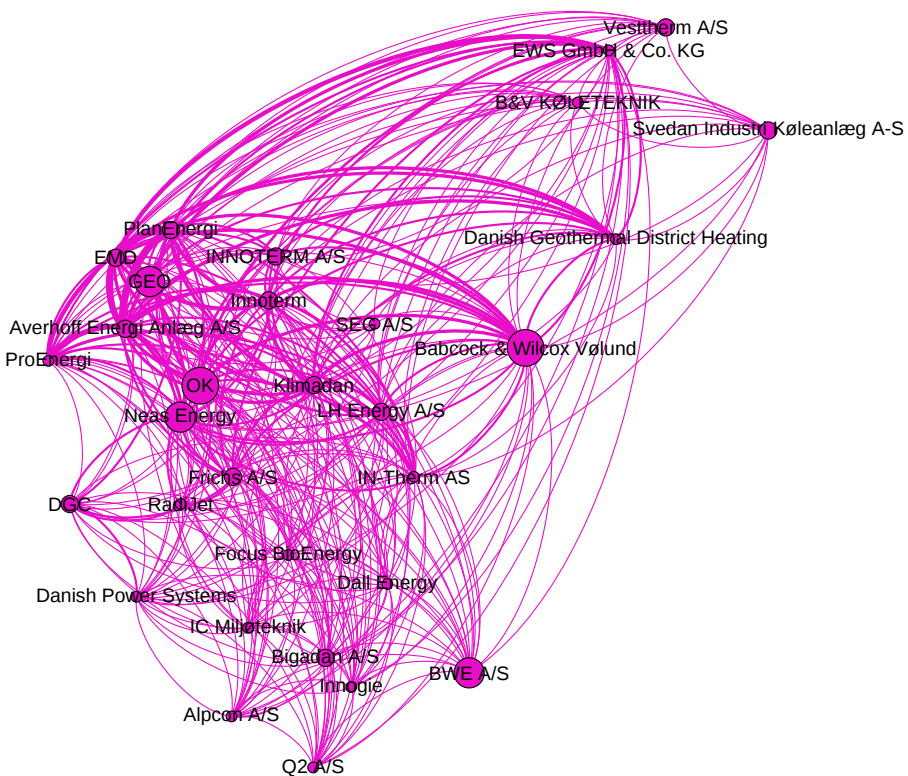 Vesttherm A/S
EWS GmbH & Co. KG
B&V KØLETEKNIK
Svedan Industri Køleanlæg A-S
PlanEnergi
Danish Geothermal District Heating
EMD
INNOTERM A/S
GEO
Innoterm
Averhoff Energi Anlæg A/S
SEG A/S
Babcock & Wilcox Vølund
ProEnergi
OK
Klimadan
Neas Energy
LH Energy A/S
Frichs A/S
IN-Therm AS
DGC
RadiJet
Focus BioEnergy
Dall Energy
Danish Power Systems
IC Miljøteknik
Bigadan A/S
BWE A/S
Innogie
Alpcon A/S
Q2 A/S